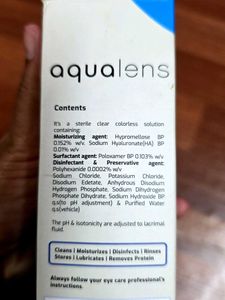 aqualens
Contents
It's a sterile clear colorless solution
containing:
Moisturizing agent: Hypromellose BP
0.152% w/v. Sodium Hyaluronate(HA) BP
0.01% w/v
Surfactant agent: Poloxamer BP 0.103% w/v
Disinfectant & Preservative agent:
Polyhexanide 0.0002% w/v
Sodium Chloride, Potassium Chloride,
Disodium Edetate, Anhydrous Disodium
Hydrogen Phosphate, Sodium Dihydrogen
Phosphate Dihydrate, Sodium Hydroxide BP
q.s(to pH adjustment) & Purified Water
q.s(vehicle)
The pH & isotonicity are adjusted to lacrimal
fluid.
Cleans | Moisturizes | Disinfects | Rinses
Stores | Lubricates | Removes Protein
Always follow your eye care professional's
instructions.